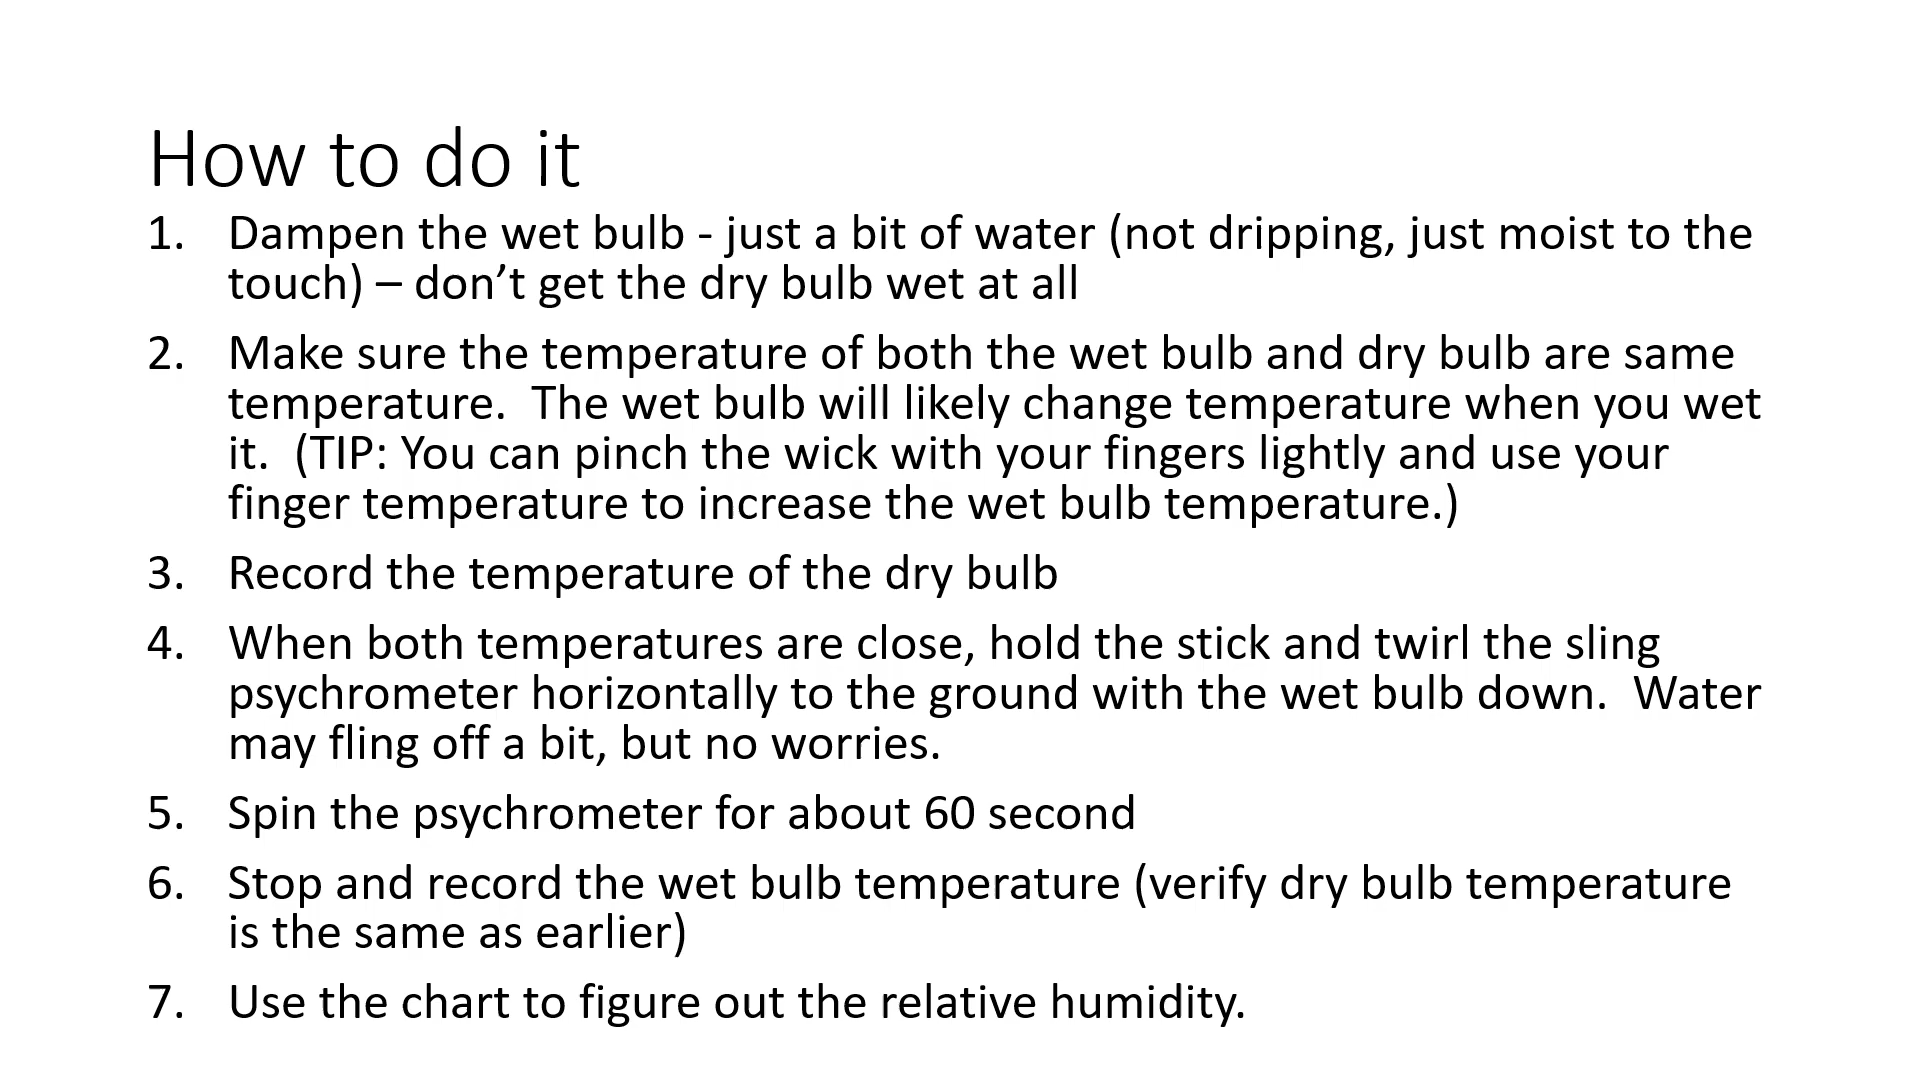 How to do it
1. Dampen the wet bulb - just a bit of water (not dripping, just moist to the
touch) – don’t get the dry bulb wet at all
2. Make sure the temperature of both the wet bulb and dry bulb are same
temperature.  The wet bulb will likely change temperature when you wet
it.  (TIP: You can pinch the wick with your fingers lightly and use your
finger temperature to increase the wet bulb temperature.)
3. Record the temperature of the dry bulb
4. When both temperatures are close, hold the stick and twirl the sling
psychrometer horizontally to the ground with the wet bulb down.  Water
may fling off a bit, but no worries.
5. Spin the psychrometer for about 60 second
6. Stop and record the wet bulb temperature (verify dry bulb temperature
is the same as earlier)
7. Use the chart to figure out the relative humidity.